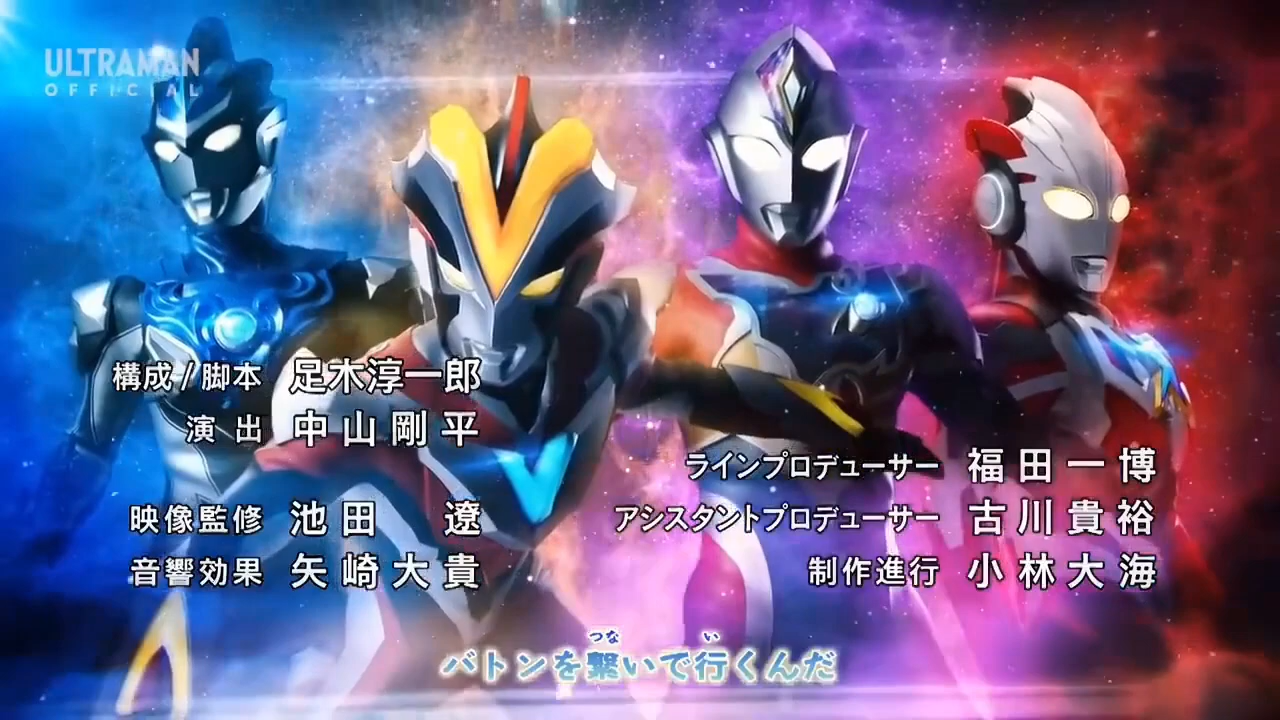 ULTRAMAN
OFFICIAL
構成/脚本 足木淳一郎
演出 中山剛平
映像監修 池田 遼
音響効果 矢崎大貴
ラインプロデューサー 福田一博
アシスタントプロデューサー 古川貴裕
制作進行 小林大海
つな い
バトンを繋いで行くんだ